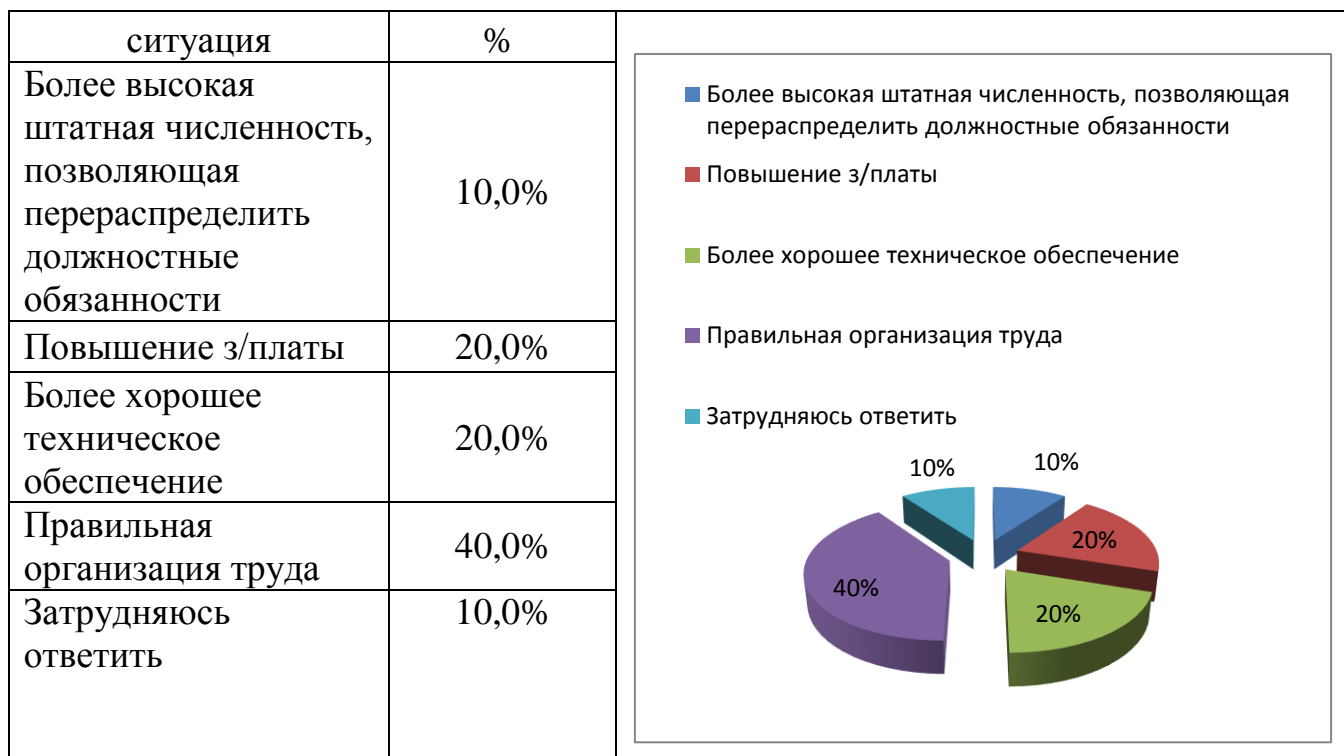 ситуация
%
Более высокая
штатная численность,
позволяющая
перераспределить
должностные
обязанности
10,0%
Повышение з/платы
20,0%
Более хорошее
техническое
обеспечение
20,0%
Правильная
организация труда
40,0%
Затрудняюсь
ответить
10,0%
Более высокая штатная численность, позволяющая
перераспределить должностные обязанности
Повышение з/платы
Более хорошее техническое обеспечение
Правильная организация труда
Затрудняюсь ответить
10%
10%
20%
40%
20%